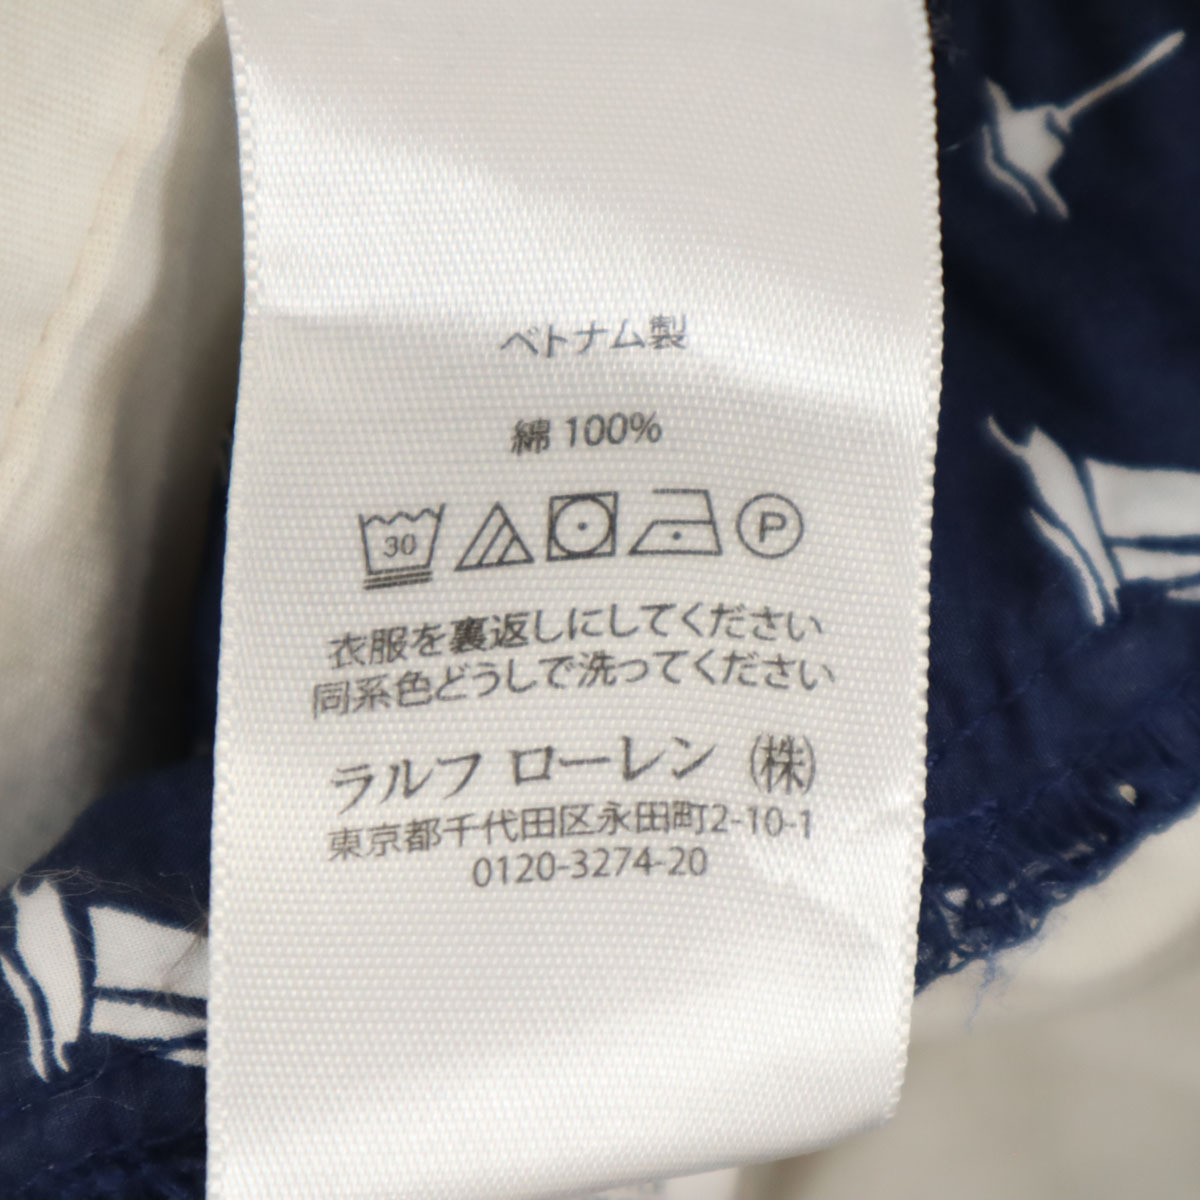 ベトナム製
綿 100%
30 P
衣服を裏返しにしてください
同系色どうしで洗ってください
ラルフ ローレン (株)
東京都千代田区永田町2-10-1
0120-3274-20